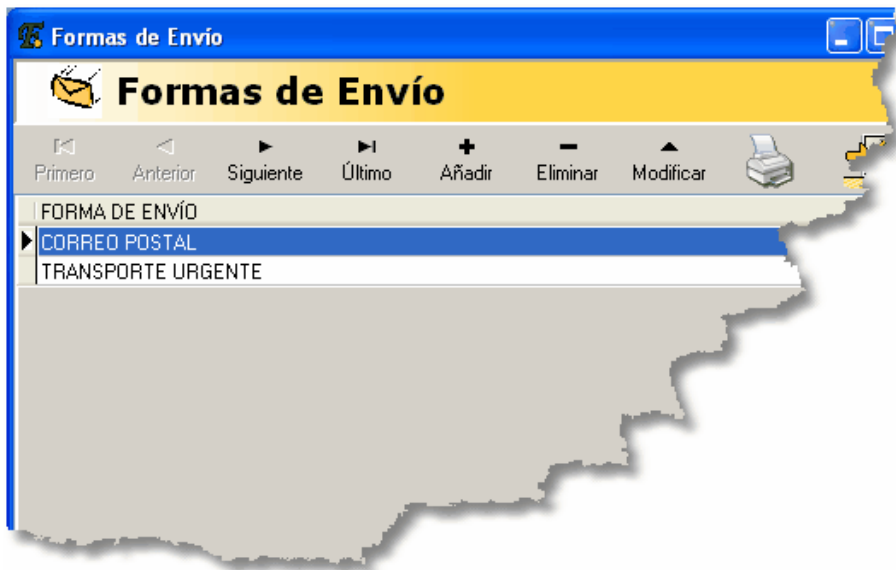 Formas de Envío
Formas de Envío
Primero Anterior Siguiente Último Añadir Eliminar Modificar
FORMA DE ENVÍO
CORREO POSTAL
TRANSPORTE URGENTE